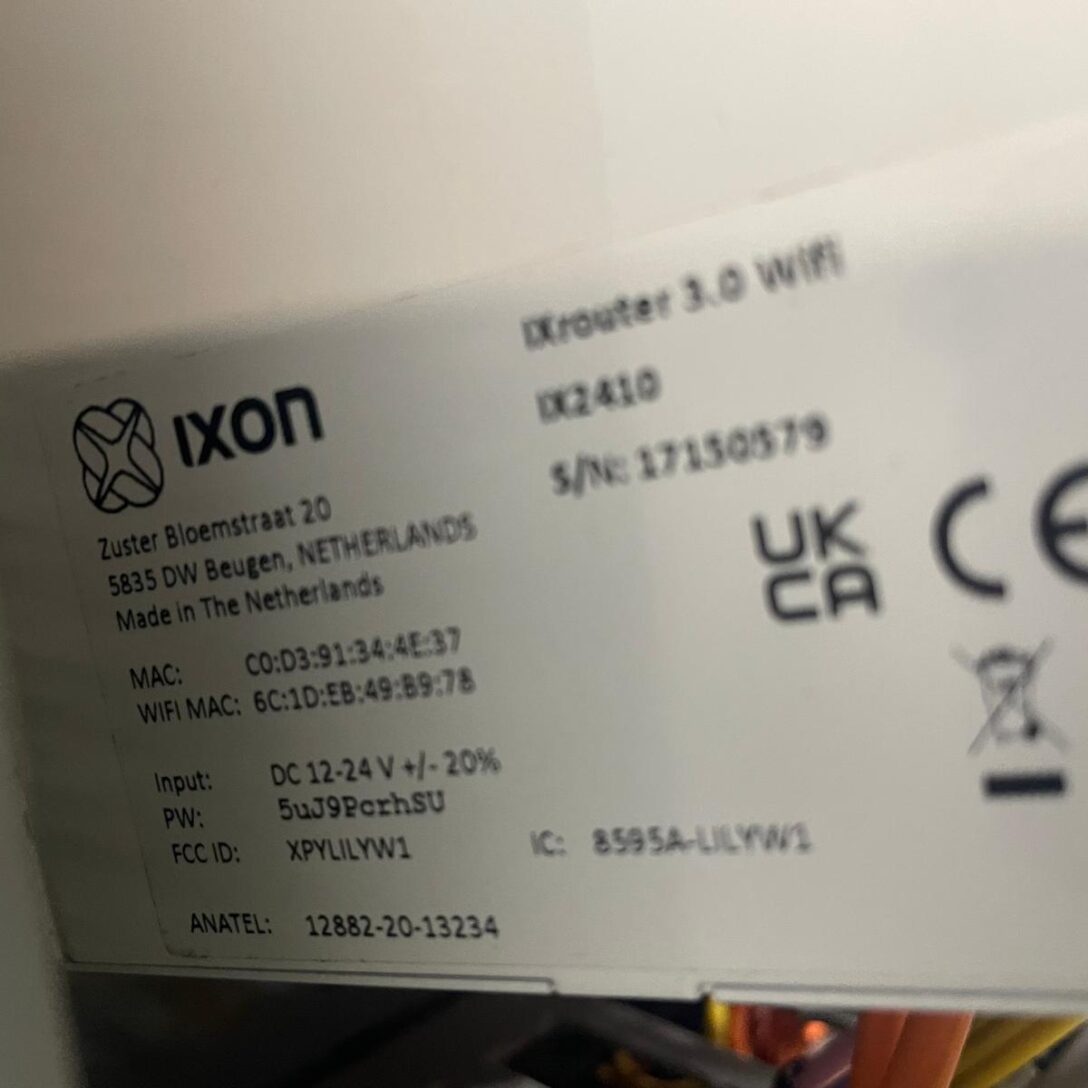 IXON
IXrouter 3.0 Wifi
IX2410
S/N: 17150579
Zuster Bloemstraat 20
5835 DW Beugen, NETHERLANDS
Made in The Netherlands
UK
CA
CE
MAC: C0:D3:91:34:4E:37
WIFI MAC: 6C:1D:EB:49:B9:78
Input: DC 12-24 V +/- 20%
PW: 5uJ9PcrhSU
FCC ID: XPYLILYW1 IC: 8595A-LILYW1
ANATEL: 12882-20-13234